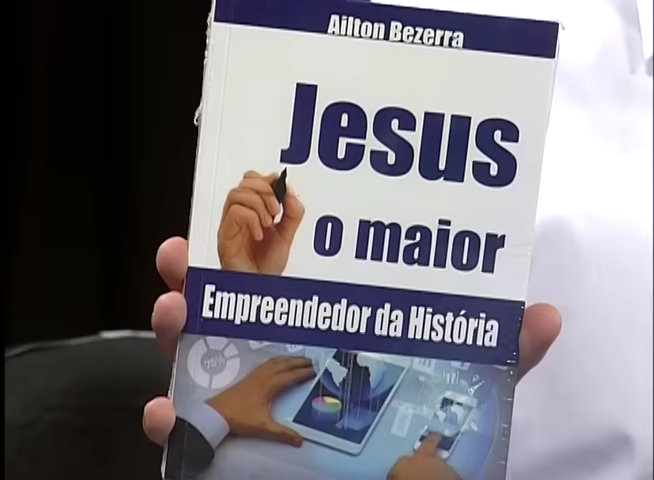 Ailton Bezerra
Jesus
o maior
Empreendedor da História